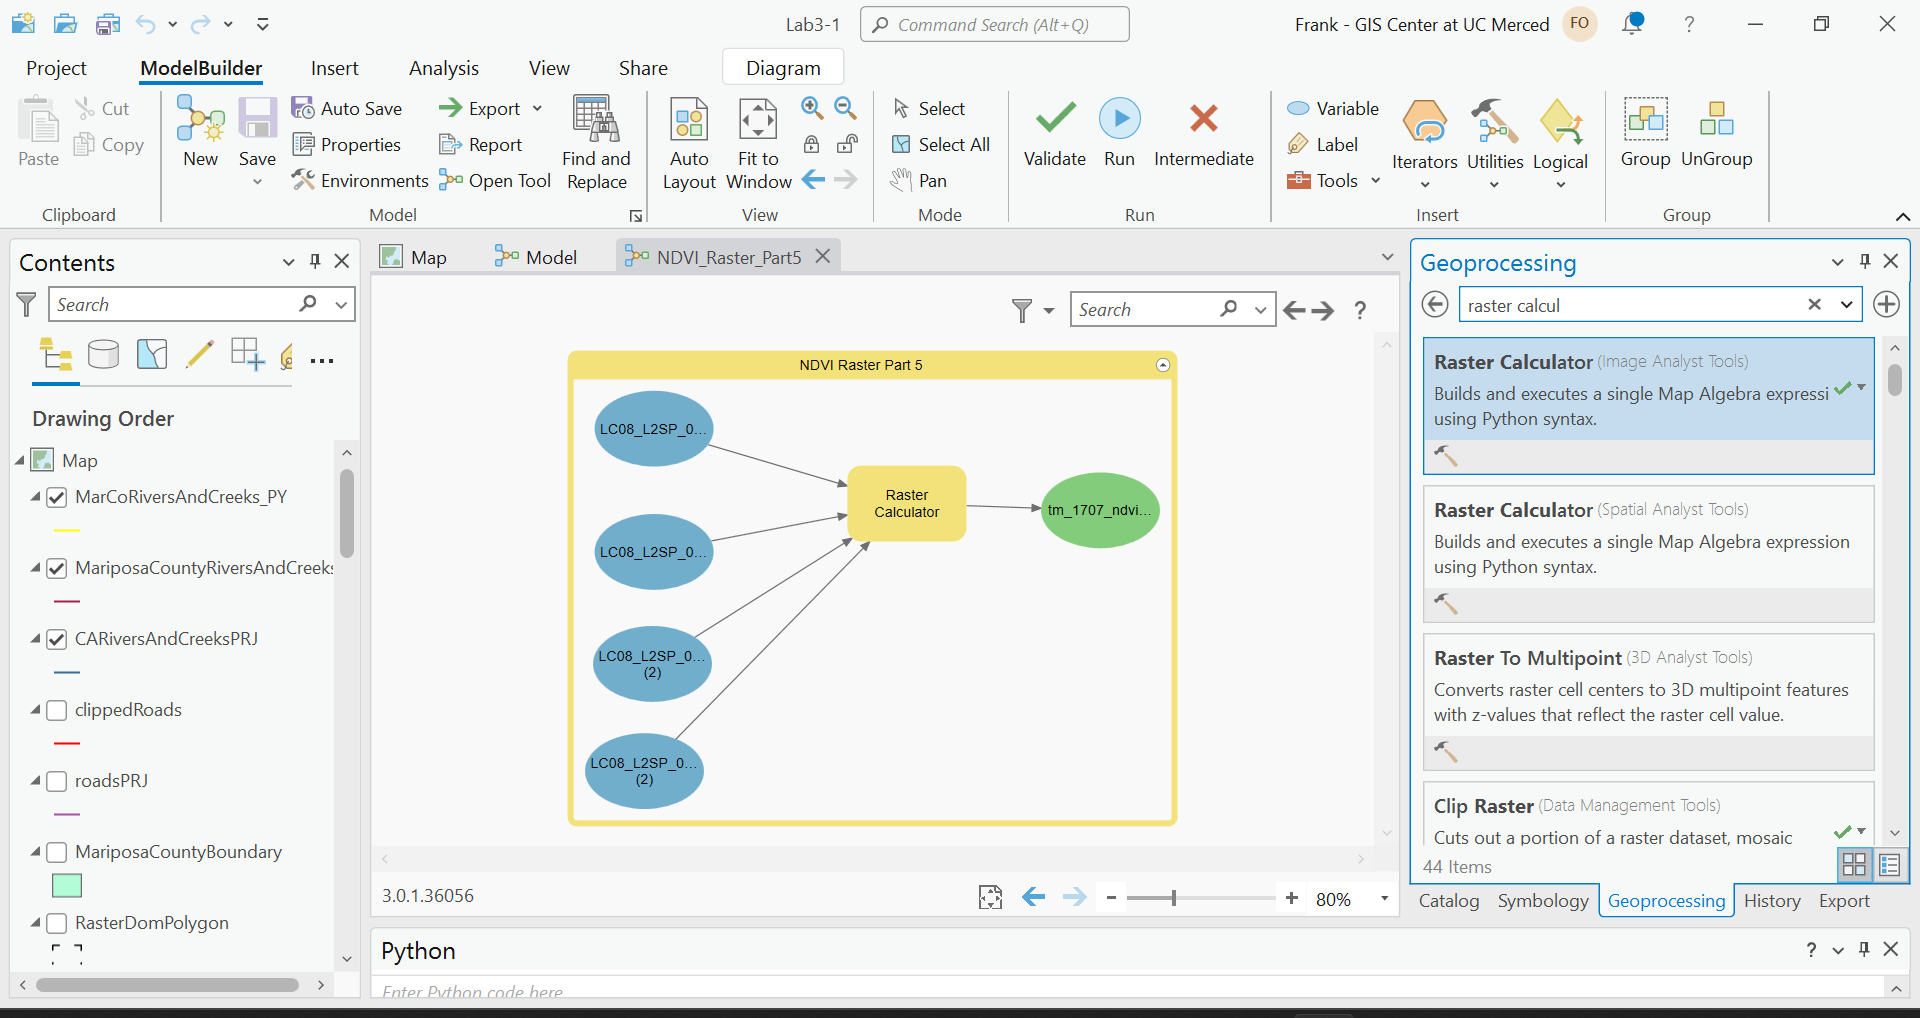 Lab3-1
Command Search (Alt+Q)
Frank - GIS Center at UC Merced
FO
?
Project
ModelBuilder
Insert
Analysis
View
Share
Diagram
Paste
Cut
Copy
Clipboard
New
Save
Auto Save
Properties
Environments
Export
Report
Open Tool
Find and
Replace
Model
Auto
Layout
Fit to
Window
View
Select
Select All
Pan
Mode
Validate
Run
Intermediate
Run
Variable
Label
Tools
Iterators
Utilities
Logical
Insert
Group
UnGroup
Group
Contents
Search
Drawing Order
Map
MarCoRiversAndCreeks_PY
MariposaCountyRiversAndCreeks
CARiversAndCreeksPRJ
clippedRoads
roadsPRJ
MariposaCountyBoundary
RasterDomPolygon
Map
Model
NDVI_Raster_Part5
Search
?
NDVI Raster Part 5
LC08_L2SP_0...
LC08_L2SP_0...
LC08_L2SP_0...
(2)
LC08_L2SP_0...
(2)
Raster
Calculator
tm_1707_ndvi...
3.0.1.36056
80%
Python
?
Enter Python code here
Geoprocessing
raster calcul
Raster Calculator (Image Analyst Tools)
Builds and executes a single Map Algebra expressi
using Python syntax.
Raster Calculator (Spatial Analyst Tools)
Builds and executes a single Map Algebra expression
using Python syntax.
Raster To Multipoint (3D Analyst Tools)
Converts raster cell centers to 3D multipoint features
with z-values that reflect the raster cell value.
Clip Raster (Data Management Tools)
Cuts out a portion of a raster dataset, mosaic
44 Items
Catalog
Symbology
Geoprocessing
History
Export